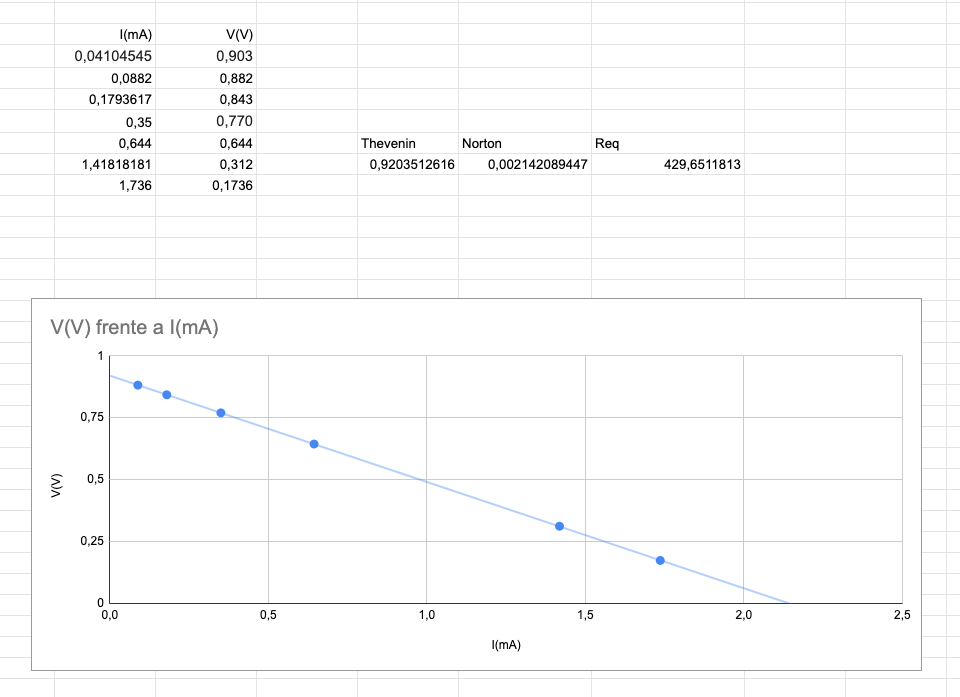 I(mA) V(V)
0,04104545 0,903
0,0882 0,882
0,1793617 0,843
0,35 0,770
0,644 0,644 Thevenin Norton Req
1,41818181 0,312 0,9203512616 0,002142089447 429,6511813
1,736 0,1736
V(V) frente a I(mA)
1
0,75
0,5
0,25
0
V(V)
0,0 0,5 1,0 1,5 2,0 2,5
I(mA)